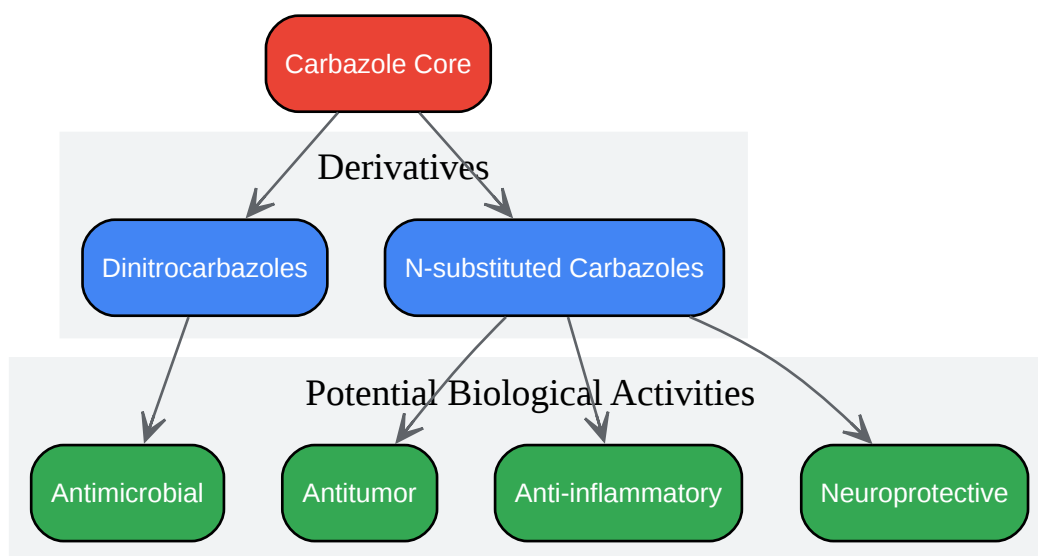 Carbazole Core
Derivatives
Dinitrocarbazoles
N-substituted Carbazoles
Potential Biological Activities
Antimicrobial
Antitumor
Anti-inflammatory
Neuroprotective